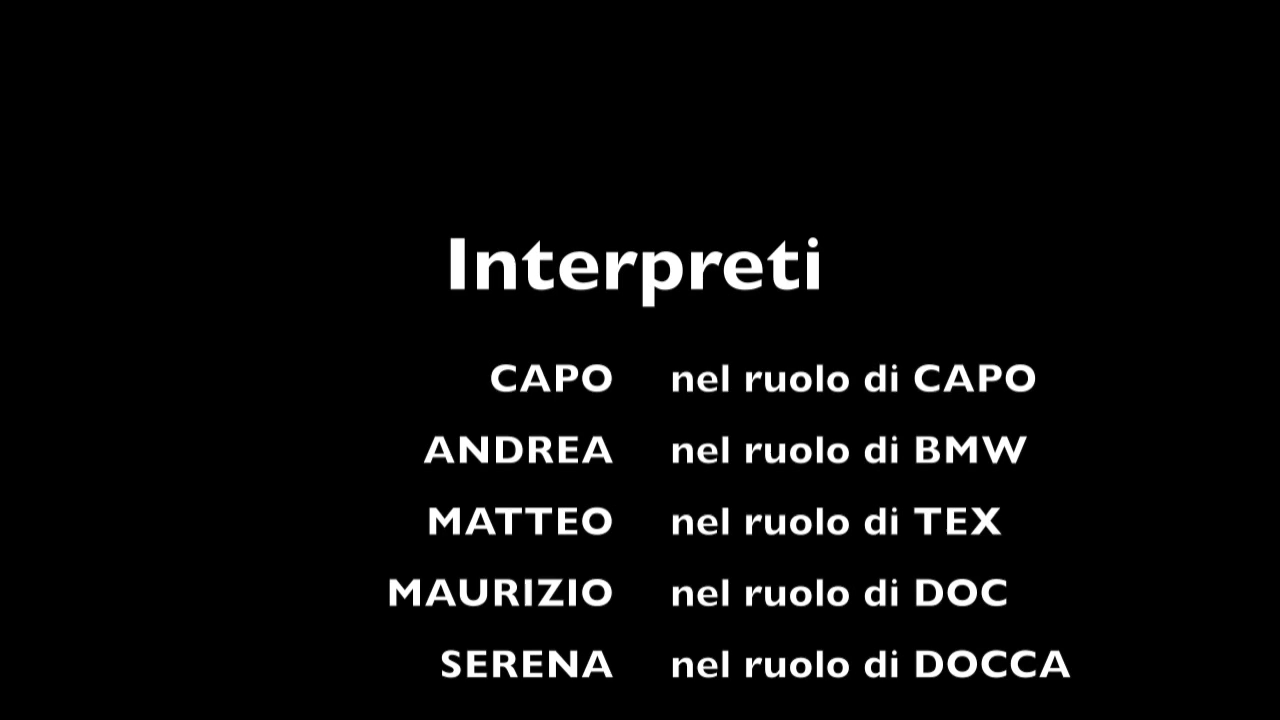 Interpreti
CAPO nel ruolo di CAPO
ANDREA nel ruolo di BMW
MATTEO nel ruolo di TEX
MAURIZIO nel ruolo di DOC
SERENA nel ruolo di DOCCA